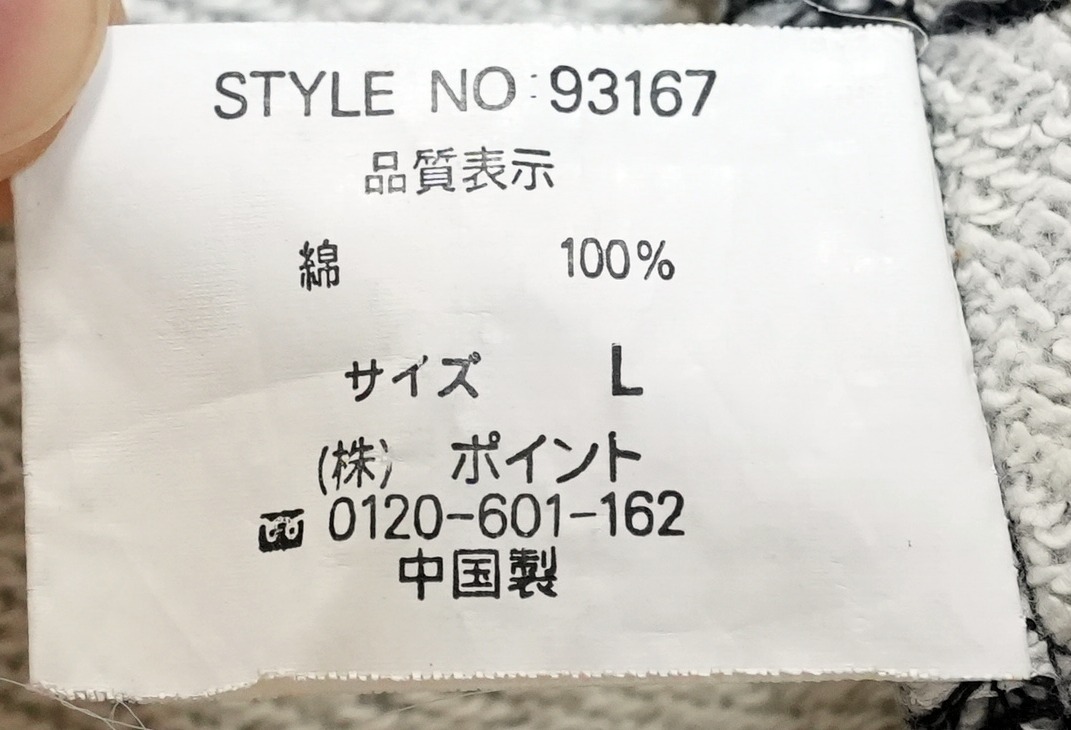 STYLE NO:93167
品質表示
綿 100%
サイズ L
(株) ポイント
0120-601-162
中国製